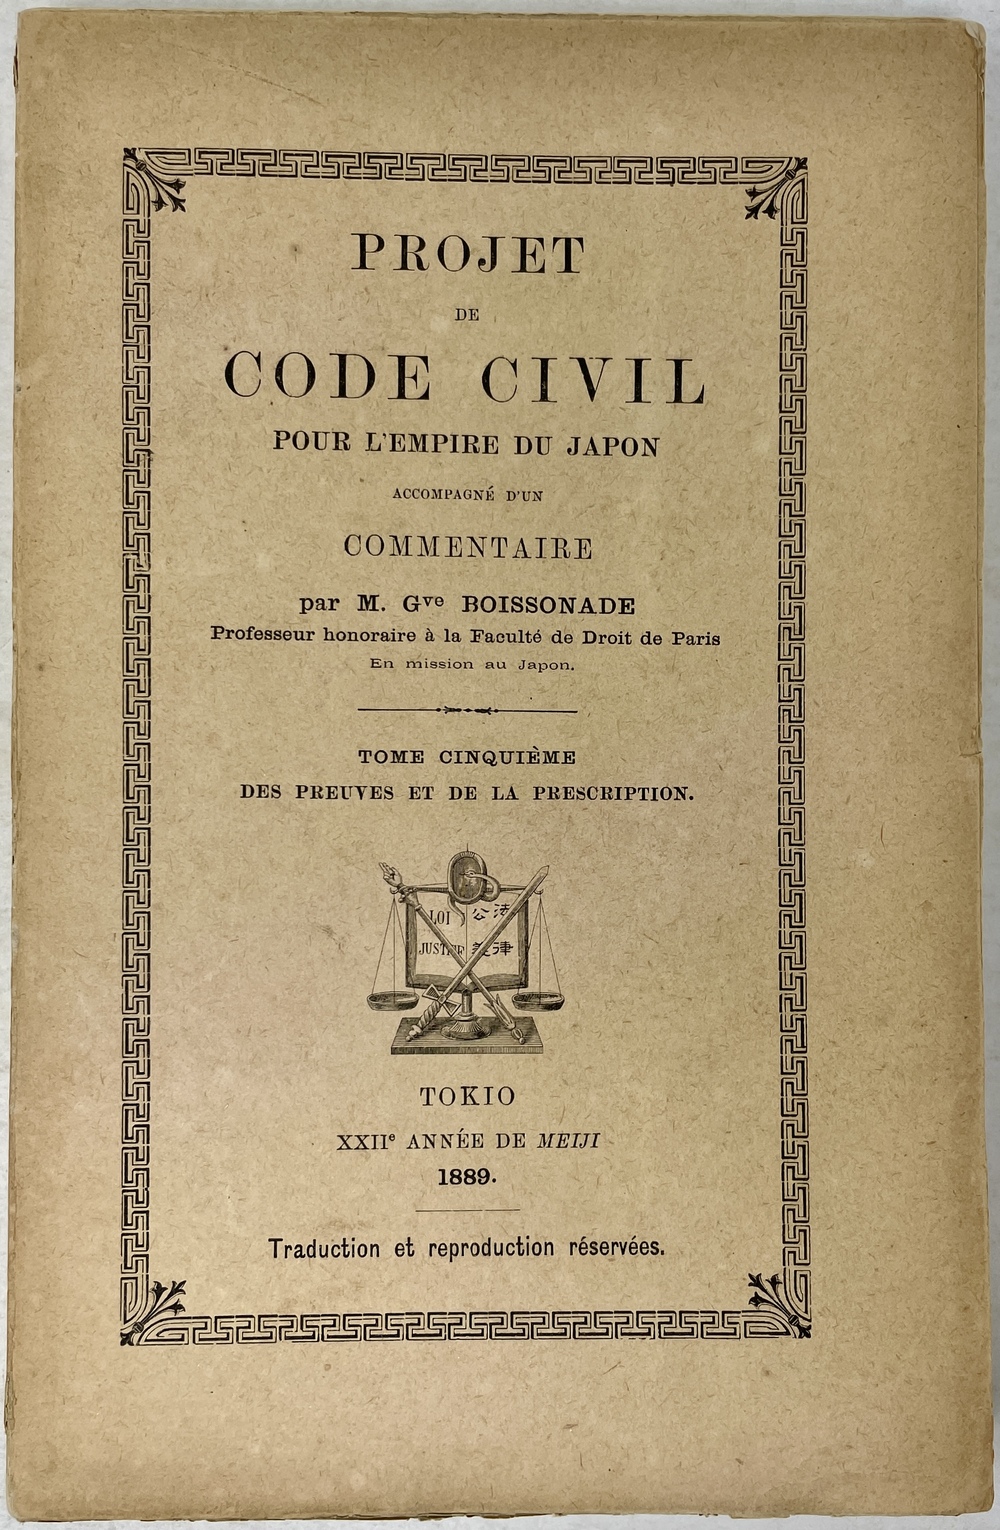 PROJET
DE
CODE CIVIL
POUR L'EMPIRE DU JAPON
ACCOMPAGNÉ D'UN
COMMENTAIRE
par M. Gve BOISSONADE
Professeur honoraire à la Faculté de Droit de Paris
En mission au Japon.
TOME CINQUIÈME
DES PREUVES ET DE LA PRESCRIPTION.
LOI 公 法
JUSTICE 義 律
TOKIO
XXIIe ANNÉE DE MEIJI
1889.
Traduction et reproduction réservées.